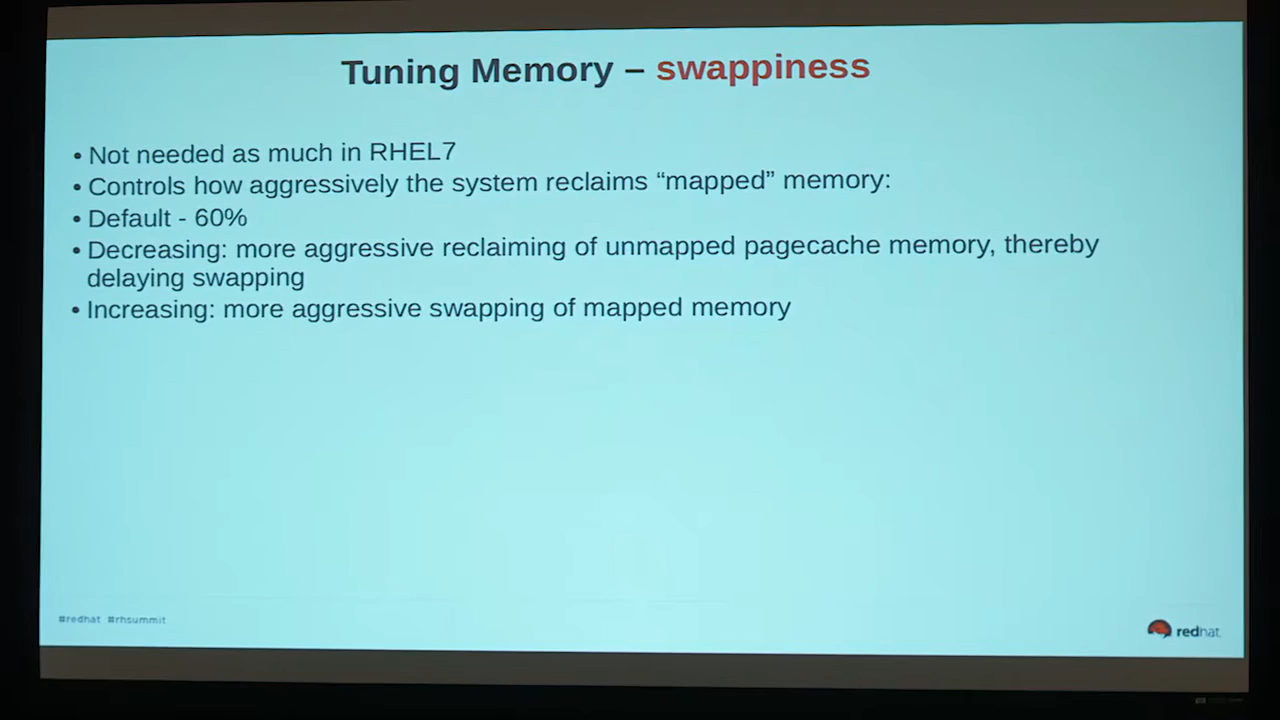 Tuning Memory – swappiness
• Not needed as much in RHEL7
• Controls how aggressively the system reclaims “mapped” memory:
• Default - 60%
• Decreasing: more aggressive reclaiming of unmapped pagecache memory, thereby
delaying swapping
• Increasing: more aggressive swapping of mapped memory
#redhat #rhsummit
redhat.